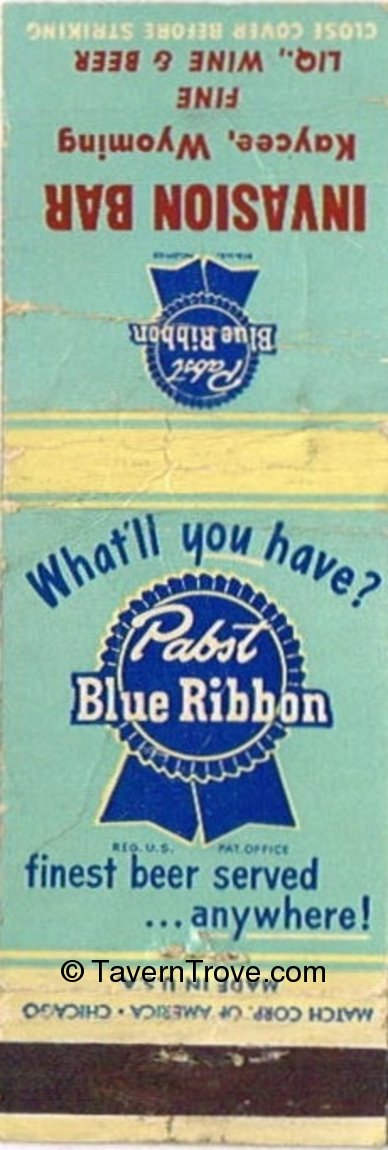 CLOSE COVER BEFORE STRIKING
LIQ., WINE & BEER
FINE
Kaycee, Wyoming
INVASION BAR
Pabst
Blue Ribbon
What'll you have?
Pabst
Blue Ribbon
REG. U.S. PAT. OFFICE
finest beer served
...anywhere!
© TavernTrove.com
MADE IN U.S.A.
MATCH CORP. OF AMERICA • CHICAGO